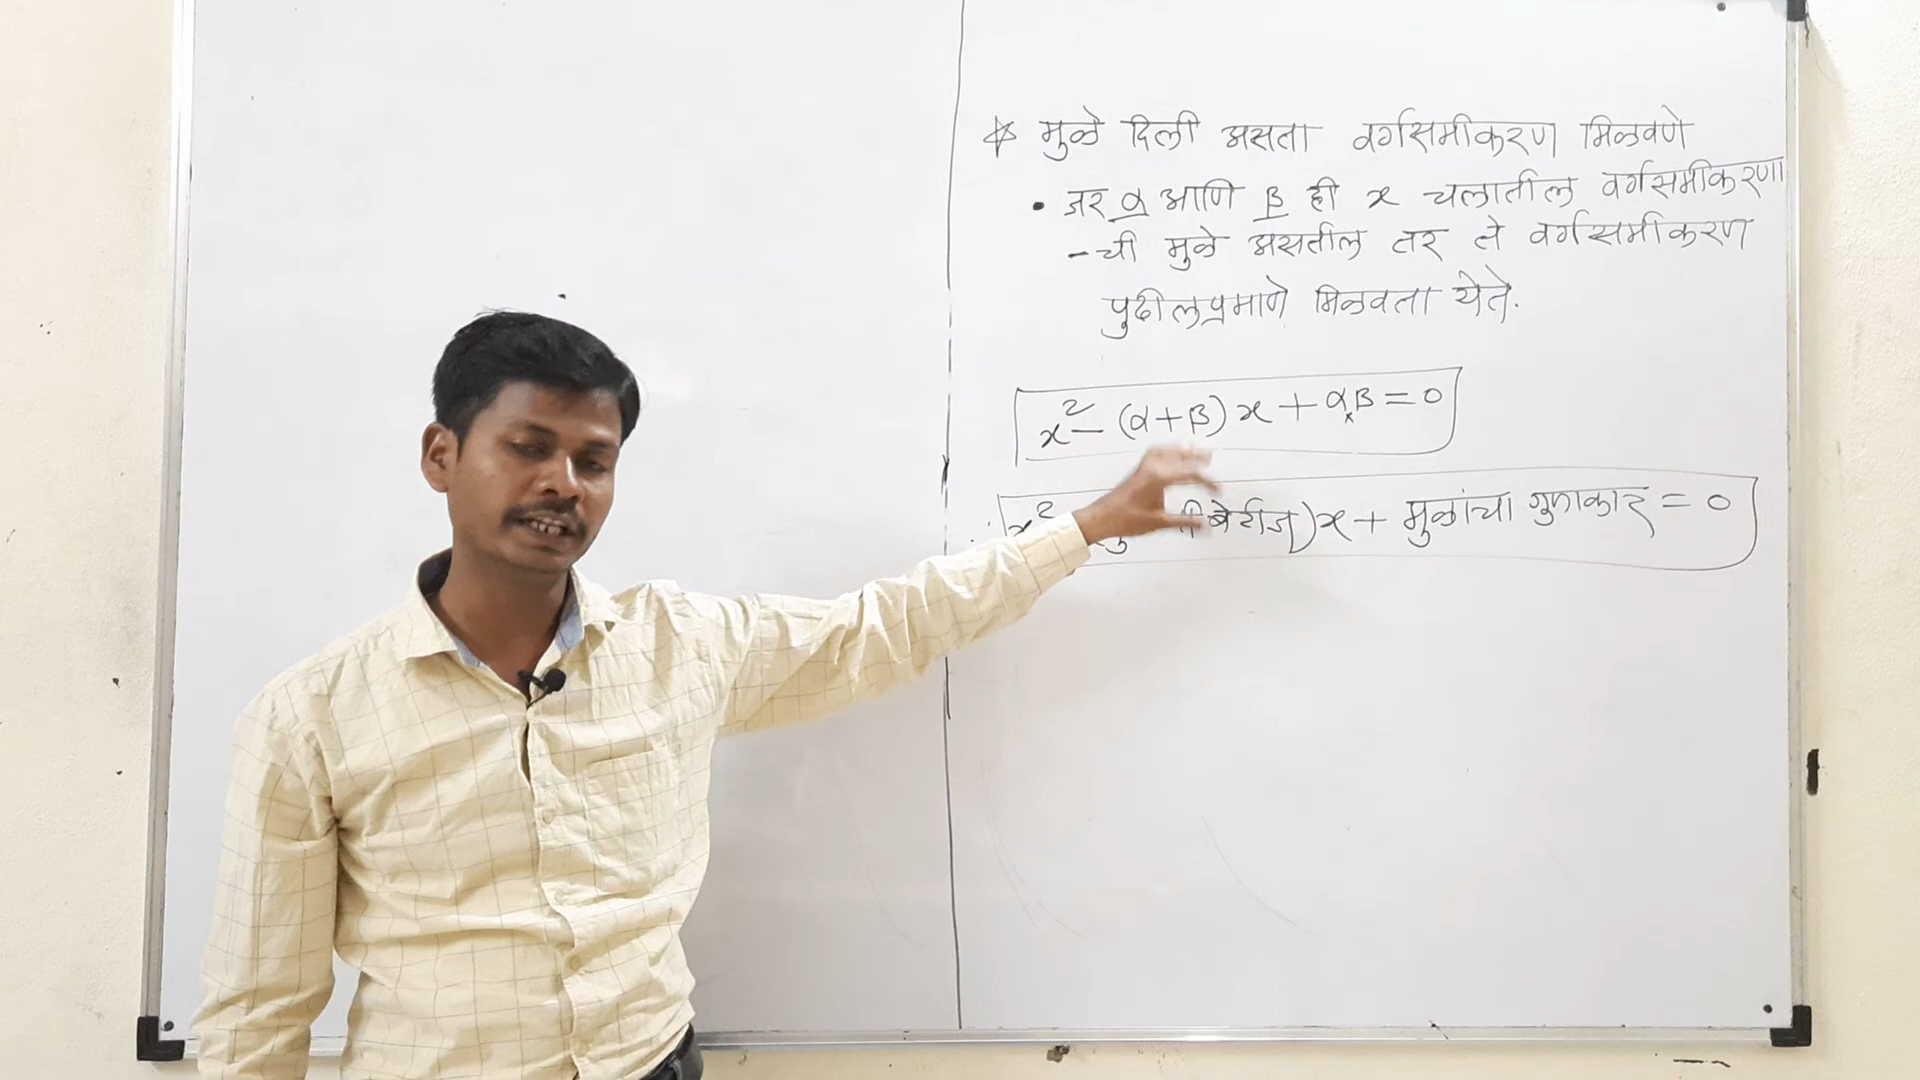 * मुळे दिली असता वर्गसमीकरण मिळवणे
• जर α आणि β ही x चलातील वर्गसमीकरणा
-ची मुळे असतील तर ते वर्गसमीकरण
पुढीलप्रमाणे मिळवता येते.
x² - (α+β)x + α×β = 0
x² बेरीज)x + मुळांचा गुणाकार = 0